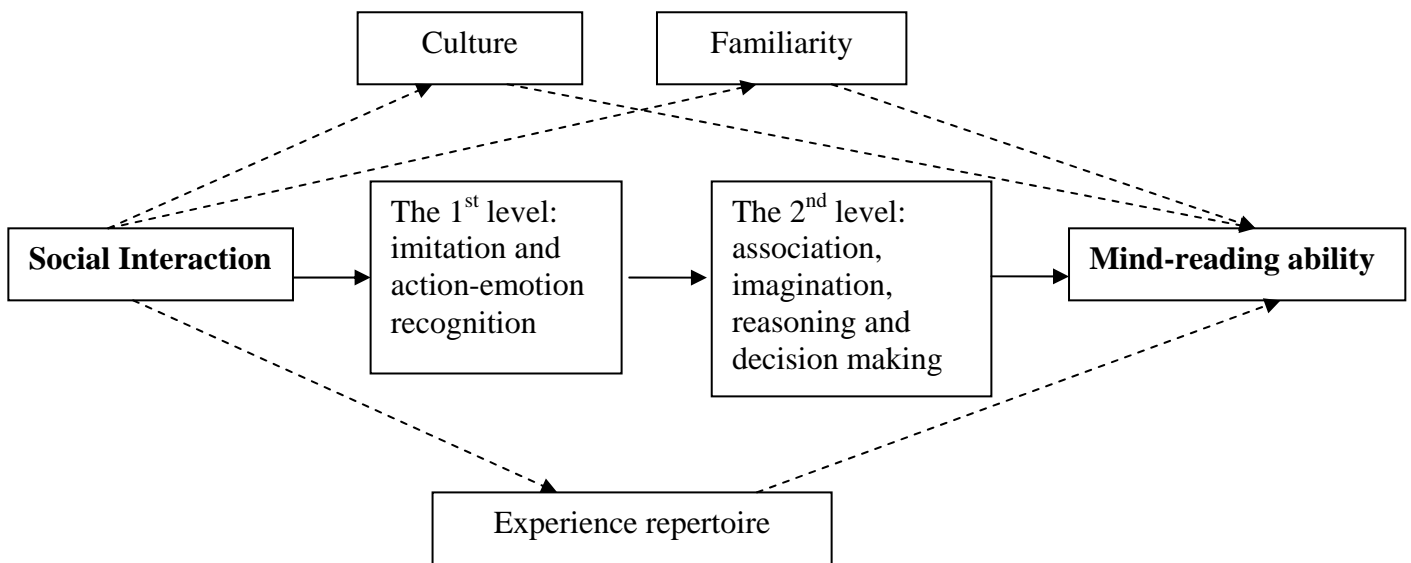 Culture
Familiarity
Social Interaction
The 1st level:
imitation and
action-emotion
recognition
The 2nd level:
association,
imagination,
reasoning and
decision making
Mind-reading ability
Experience repertoire